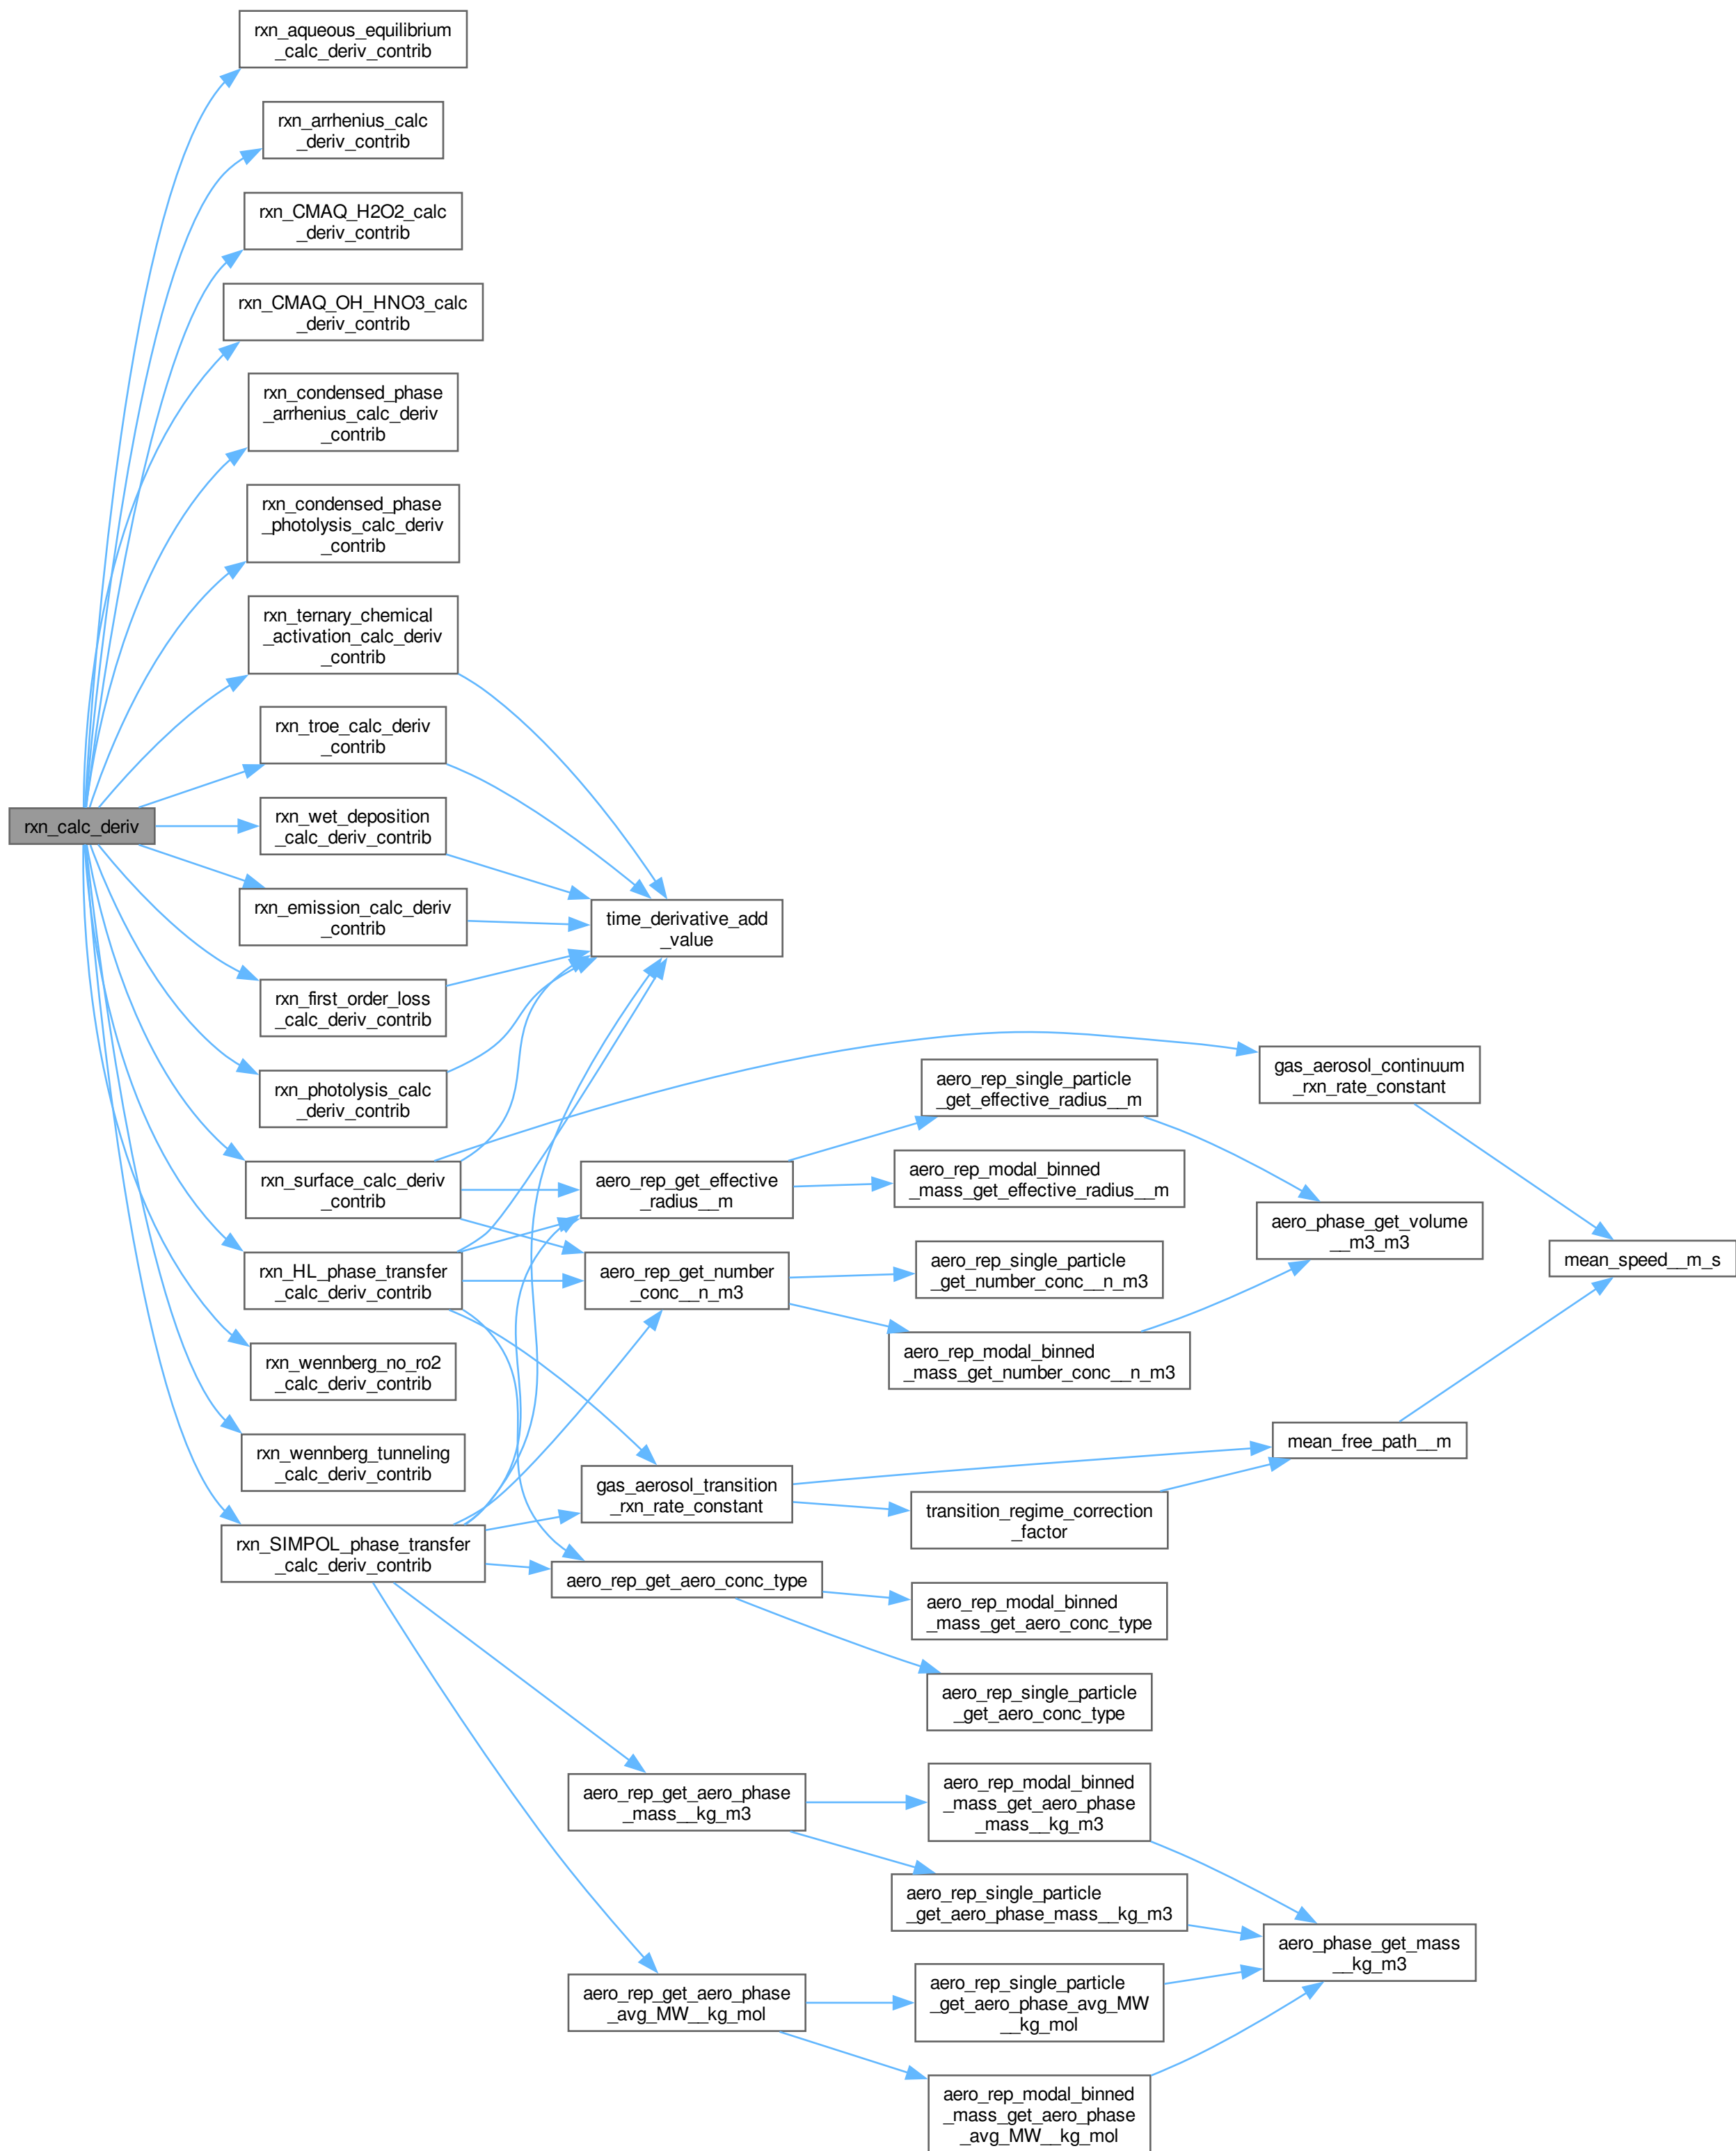 rxn_aqueous_equilibrium
_calc_deriv_contrib
rxn_arrhenius_calc
_deriv_contrib
rxn_CMAQ_H2O2_calc
_deriv_contrib
rxn_CMAQ_OH_HNO3_calc
_deriv_contrib
rxn_condensed_phase
_arrhenius_calc_deriv
_contrib
rxn_condensed_phase
_photolysis_calc_deriv
_contrib
rxn_ternary_chemical
_activation_calc_deriv
_contrib
rxn_troe_calc_deriv
_contrib
rxn_calc_deriv
rxn_wet_deposition
_calc_deriv_contrib
rxn_emission_calc_deriv
_contrib
rxn_first_order_loss
_calc_deriv_contrib
rxn_photolysis_calc
_deriv_contrib
rxn_surface_calc_deriv
_contrib
rxn_HL_phase_transfer
_calc_deriv_contrib
rxn_wennberg_no_ro2
_calc_deriv_contrib
rxn_wennberg_tunneling
_calc_deriv_contrib
rxn_SIMPOL_phase_transfer
_calc_deriv_contrib
time_derivative_add
_value
aero_rep_get_effective
_radius__m
aero_rep_get_number
_conc__n_m3
gas_aerosol_transition
_rxn_rate_constant
aero_rep_get_aero_conc_type
aero_rep_get_aero_phase
_mass__kg_m3
aero_rep_get_aero_phase
_avg_MW__kg_mol
aero_rep_single_particle
_get_effective_radius__m
aero_rep_modal_binned
_mass_get_effective_radius__m
aero_rep_single_particle
_get_number_conc__n_m3
aero_rep_modal_binned
_mass_get_number_conc__n_m3
transition_regime_correction
_factor
aero_rep_modal_binned
_mass_get_aero_conc_type
aero_rep_single_particle
_get_aero_conc_type
aero_rep_modal_binned
_mass_get_aero_phase
_mass__kg_m3
aero_rep_single_particle
_get_aero_phase_mass__kg_m3
aero_rep_single_particle
_get_aero_phase_avg_MW
__kg_mol
aero_rep_modal_binned
_mass_get_aero_phase
_avg_MW__kg_mol
gas_aerosol_continuum
_rxn_rate_constant
aero_phase_get_volume
__m3_m3
mean_free_path__m
aero_phase_get_mass
__kg_m3
mean_speed__m_s